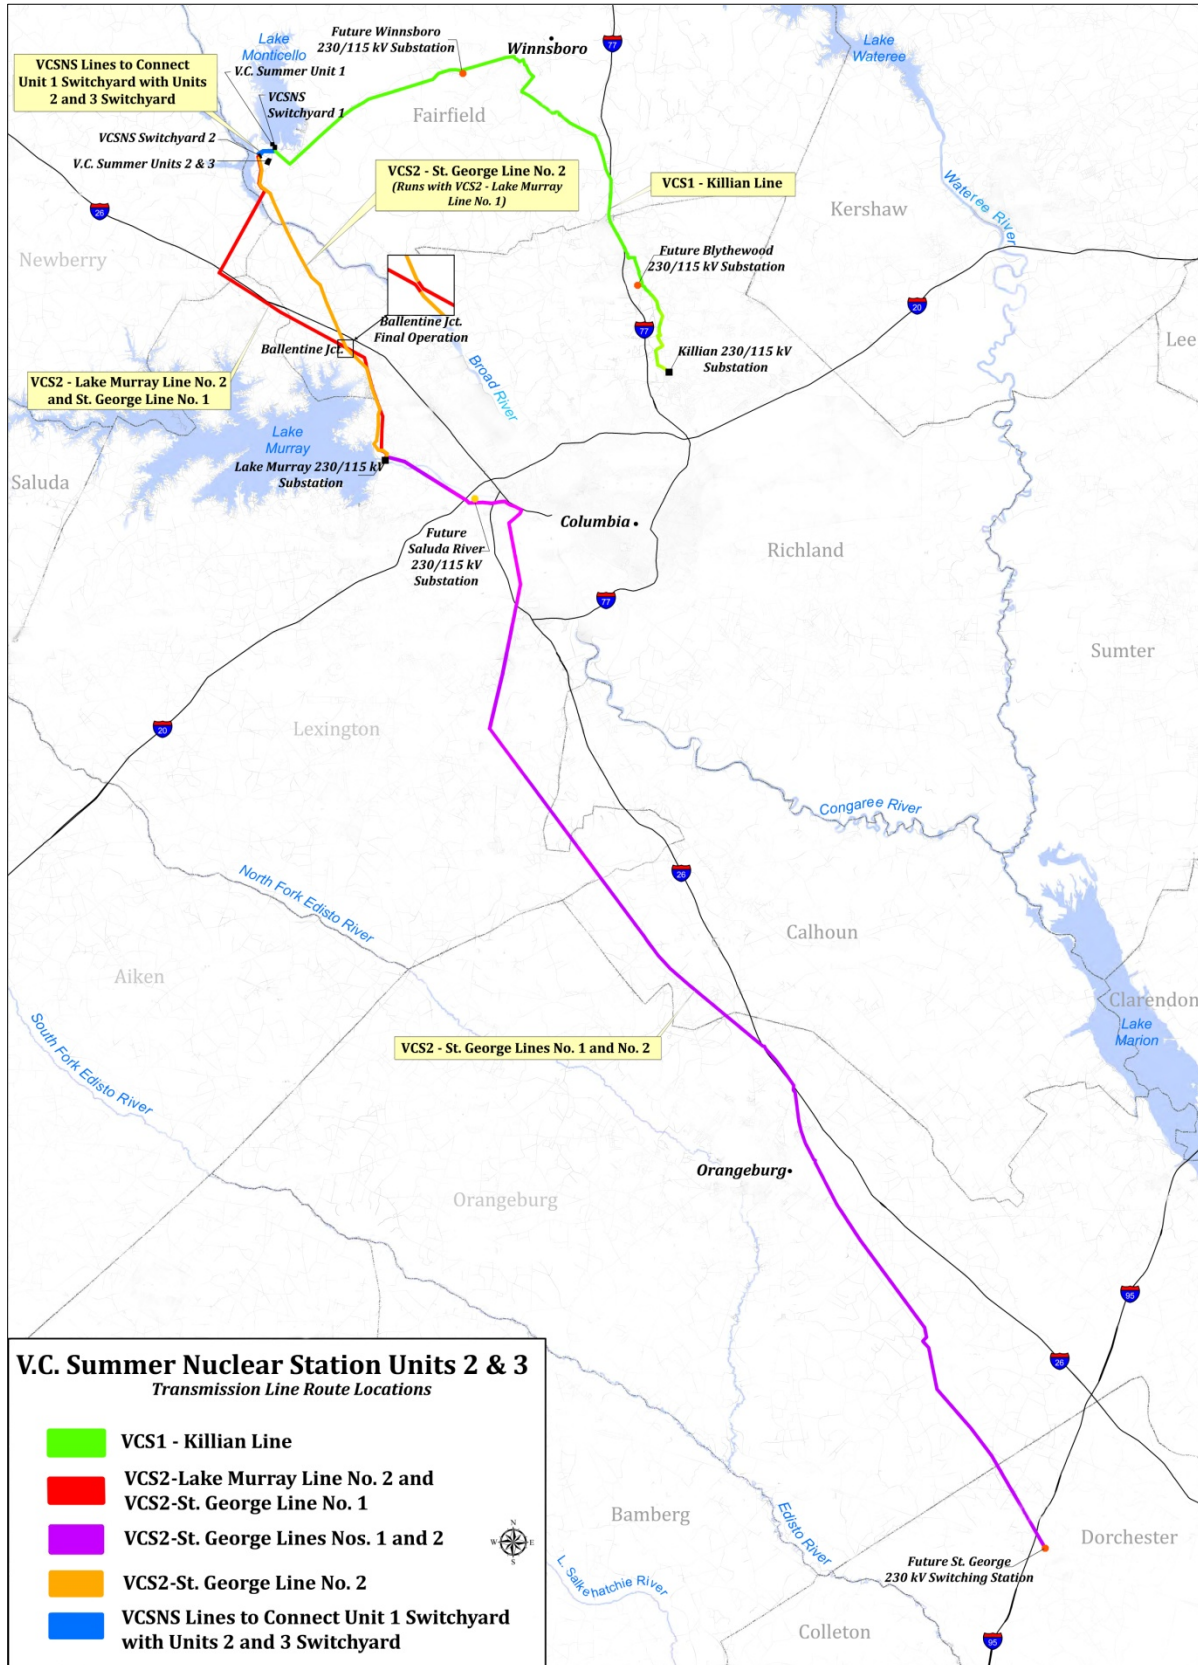 Lake
Monticello
Future Winnsboro
230/115 kV Substation
Winnsboro
77
Lake
Wateree
VCSNS Lines to Connect
Unit 1 Switchyard with Units
2 and 3 Switchyard
V.C. Summer Unit 1
VCSNS
Switchyard 1
Fairfield
VCSNS Switchyard 2
V.C. Summer Units 2 & 3
VCS2 - St. George Line No. 2
(Runs with VCS2 - Lake Murray
Line No. 1)
VCS1 - Killian Line
Kershaw
Wateree River
26
Newberry
Future Blythewood
230/115 kV Substation
20
77
Lee
Ballentine Jct.
Final Operation
Ballentine Jct.
Broad River
Killian 230/115 kV
Substation
VCS2 - Lake Murray Line No. 2
and St. George Line No. 1
Lake
Murray
Lake Murray 230/115 kV
Substation
Saluda
Columbia
Future
Saluda River
230/115 kV
Substation
Richland
77
Sumter
Lexington
20
Congaree River
26
North Fork Edisto River
Calhoun
Aiken
Clarendon
Lake
Marion
South Fork Edisto River
VCS2 - St. George Lines No. 1 and No. 2
Orangeburg
Orangeburg
95
26
V.C. Summer Nuclear Station Units 2 & 3
Transmission Line Route Locations
VCS1 - Killian Line
VCS2-Lake Murray Line No. 2 and
VCS2-St. George Line No. 1
VCS2-St. George Lines Nos. 1 and 2
VCS2-St. George Line No. 2
VCSNS Lines to Connect Unit 1 Switchyard
with Units 2 and 3 Switchyard
N
W
E
S
Bamberg
Edisto River
Dorchester
Future St. George
230 kV Switching Station
L. Salkehatchie River
Colleton
95